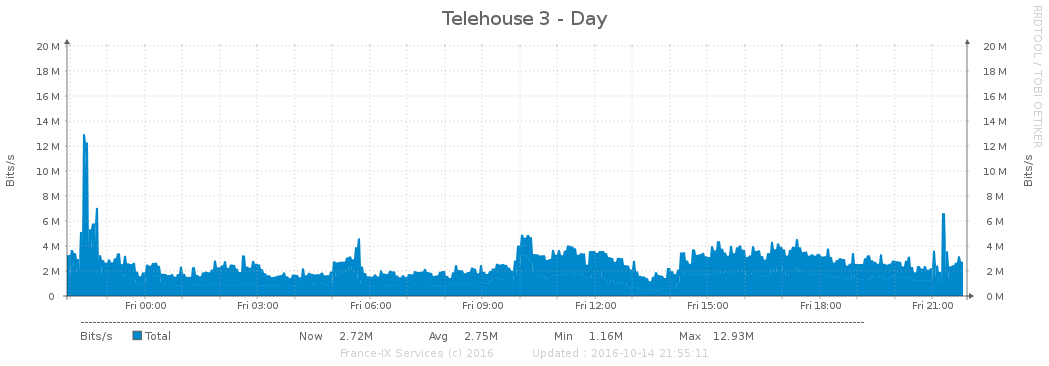 Telehouse 3 - Day
RRDTOOL / TOBI OETIKER
20 M 20 M
18 M 18 M
16 M 16 M
14 M 14 M
12 M 12 M
10 M 10 M
8 M 8 M
6 M 6 M
4 M 4 M
2 M 2 M
0 0 M
Bits/s
Bits/s
Fri 00:00 Fri 03:00 Fri 06:00 Fri 09:00 Fri 12:00 Fri 15:00 Fri 18:00 Fri 21:00
Bits/s Total Now 2.72M Avg 2.75M Min 1.16M Max 12.93M
France-IX Services (c) 2016 Updated : 2016-10-14 21:55:11